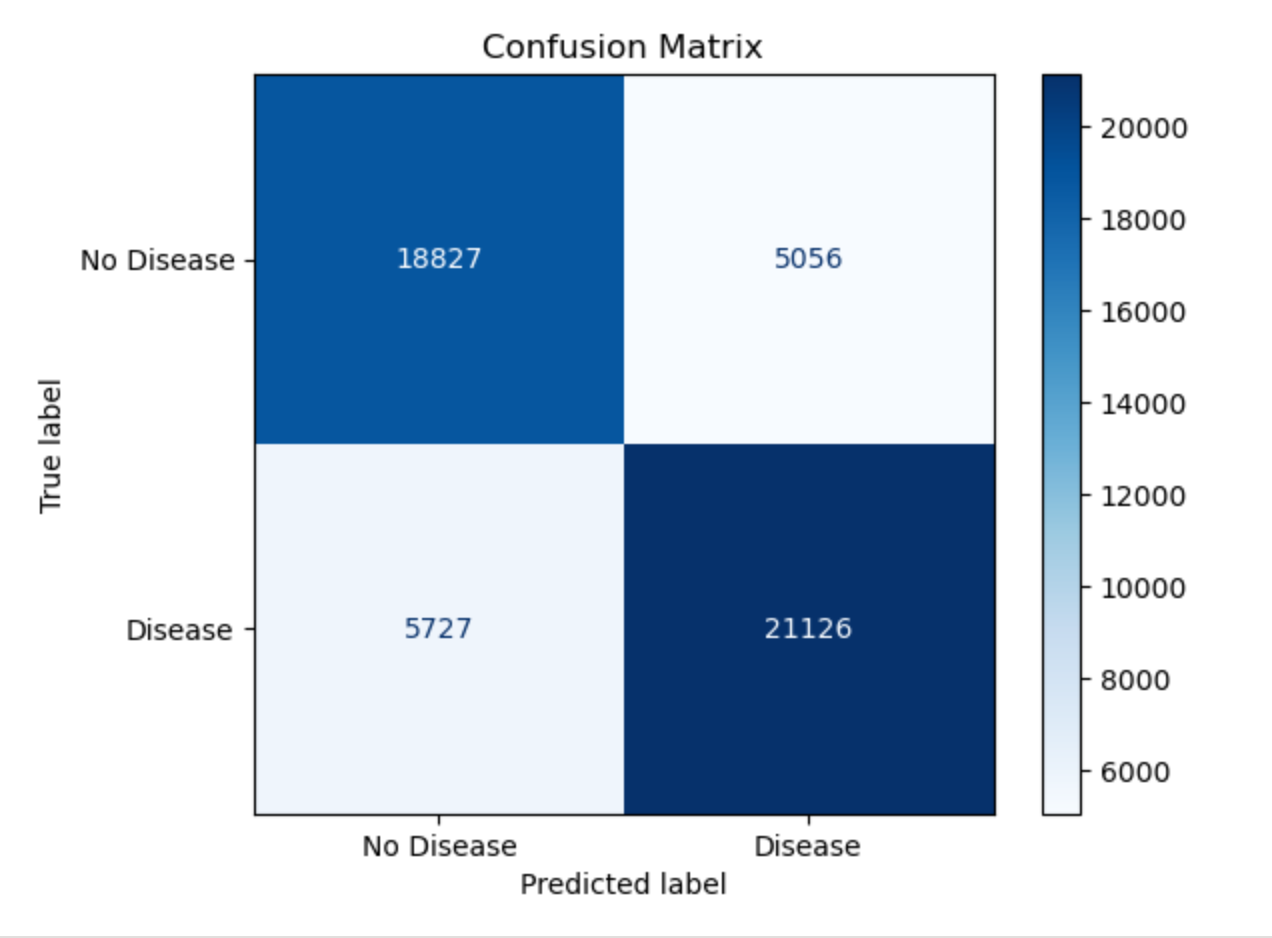 Confusion Matrix
No Disease
18827
5056
Disease
5727
21126
No Disease
Disease
Predicted label
True label
20000
18000
16000
14000
12000
10000
8000
6000